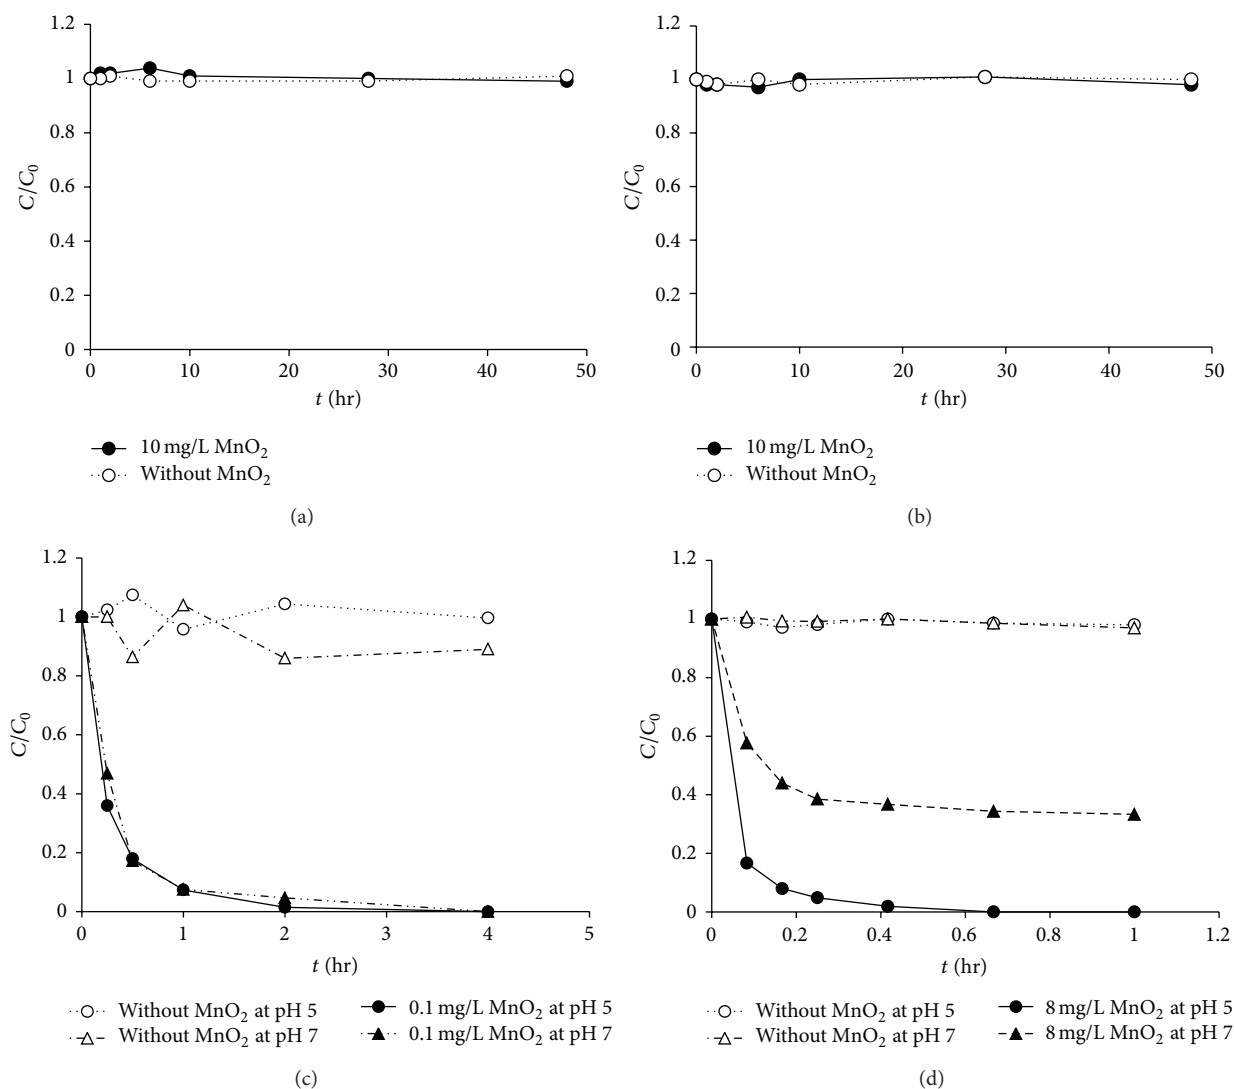 1.2
1
0.8
0.6
0.4
0.2
0
C/C₀
0 10 20 30 40 50
t (hr)
10 mg/L MnO₂
Without MnO₂
(a)
1.2
1
0.8
0.6
0.4
0.2
0
C/C₀
0 10 20 30 40 50
t (hr)
10 mg/L MnO₂
Without MnO₂
(b)
1.2
1
0.8
0.6
0.4
0.2
0
C/C₀
0 1 2 3 4 5
t (hr)
Without MnO₂ at pH 5
Without MnO₂ at pH 7
0.1 mg/L MnO₂ at pH 5
0.1 mg/L MnO₂ at pH 7
(c)
1.2
1
0.8
0.6
0.4
0.2
0
C/C₀
0 0.2 0.4 0.6 0.8 1 1.2
t (hr)
Without MnO₂ at pH 5
Without MnO₂ at pH 7
8 mg/L MnO₂ at pH 5
8 mg/L MnO₂ at pH 7
(d)